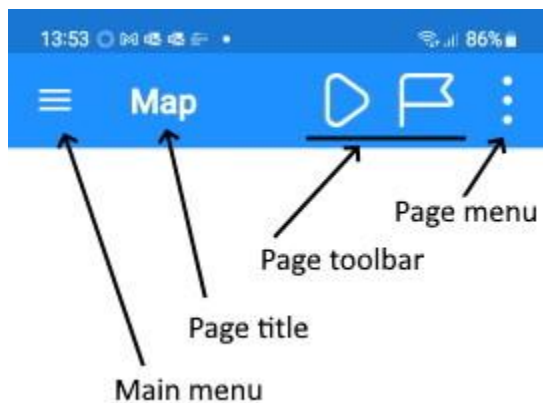 13:53 86%
Map
Page menu
Page toolbar
Page title
Main menu